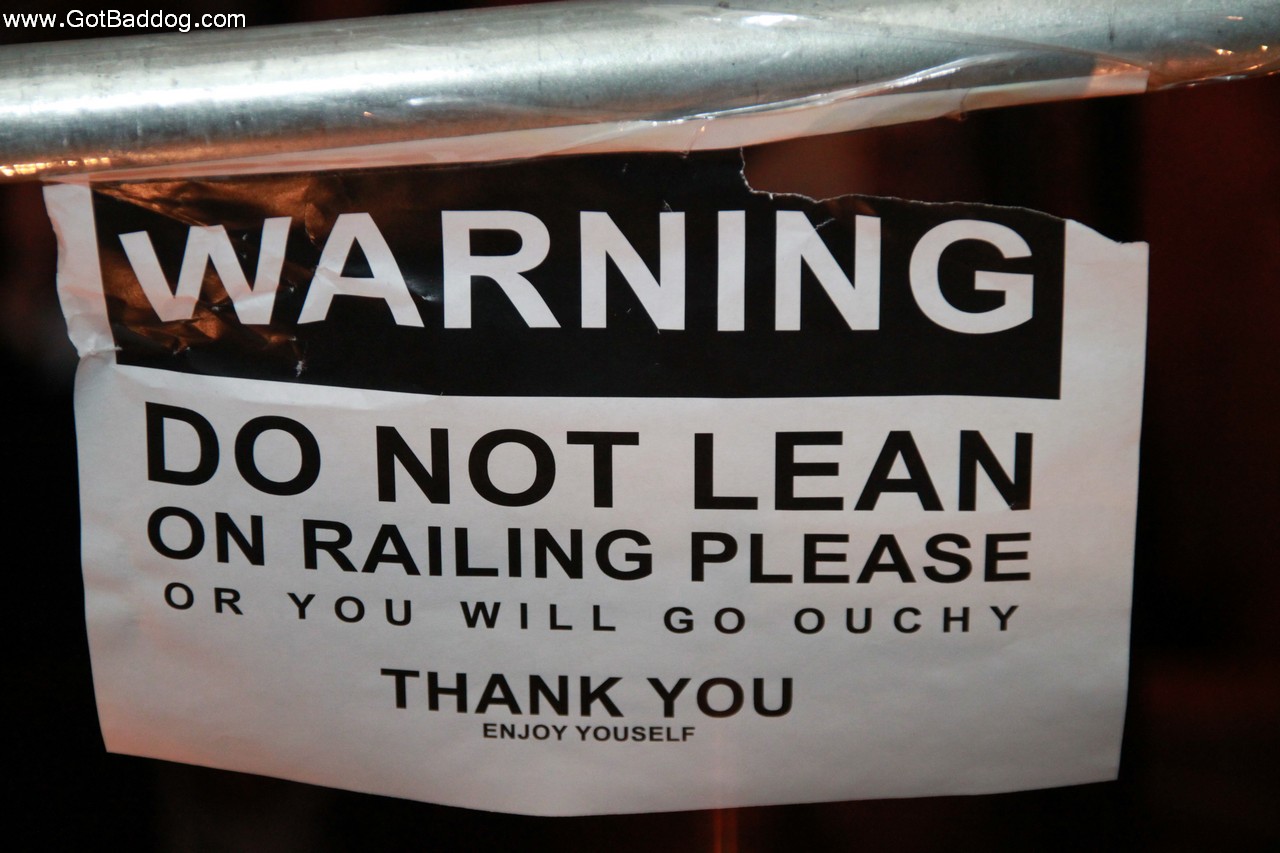 www.GotBaddog.com
WARNING
DO NOT LEAN
ON RAILING PLEASE
OR YOU WILL GO OUCHY
THANK YOU
ENJOY YOUSELF